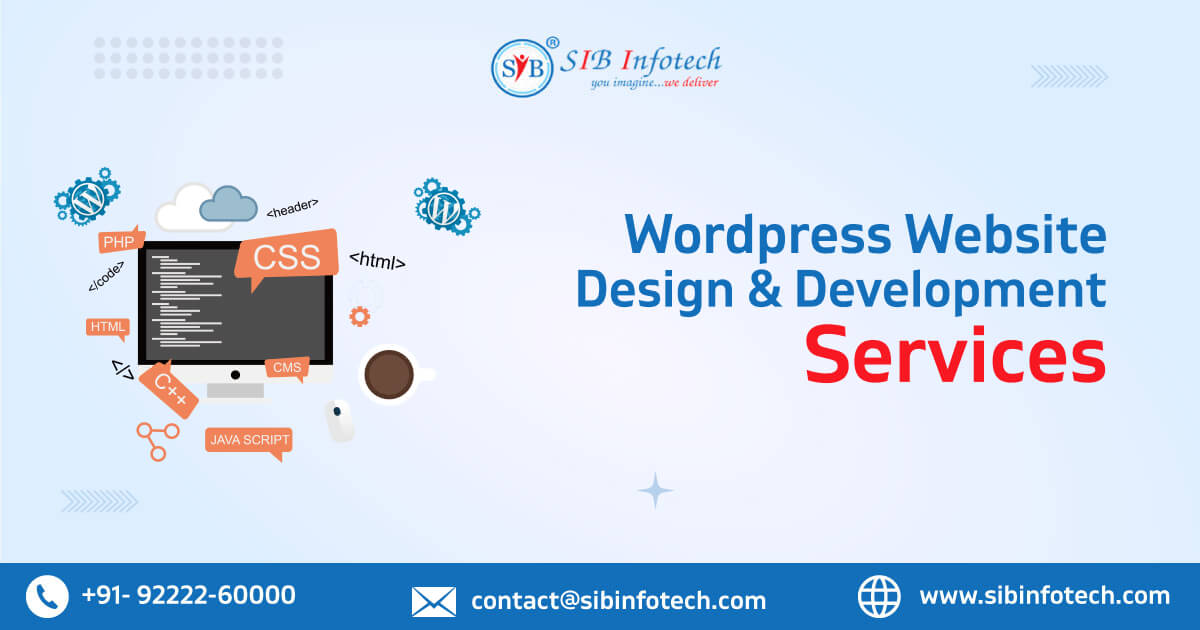 SIB
®
SIB Infotech
you imagine...we deliver
<header>
PHP
CSS
<html>
</code>
HTML
CMS
</>
C++
JAVA SCRIPT
W
W
Wordpress Website
Design & Development
Services
+91- 92222-60000
contact@sibinfotech.com
www.sibinfotech.com